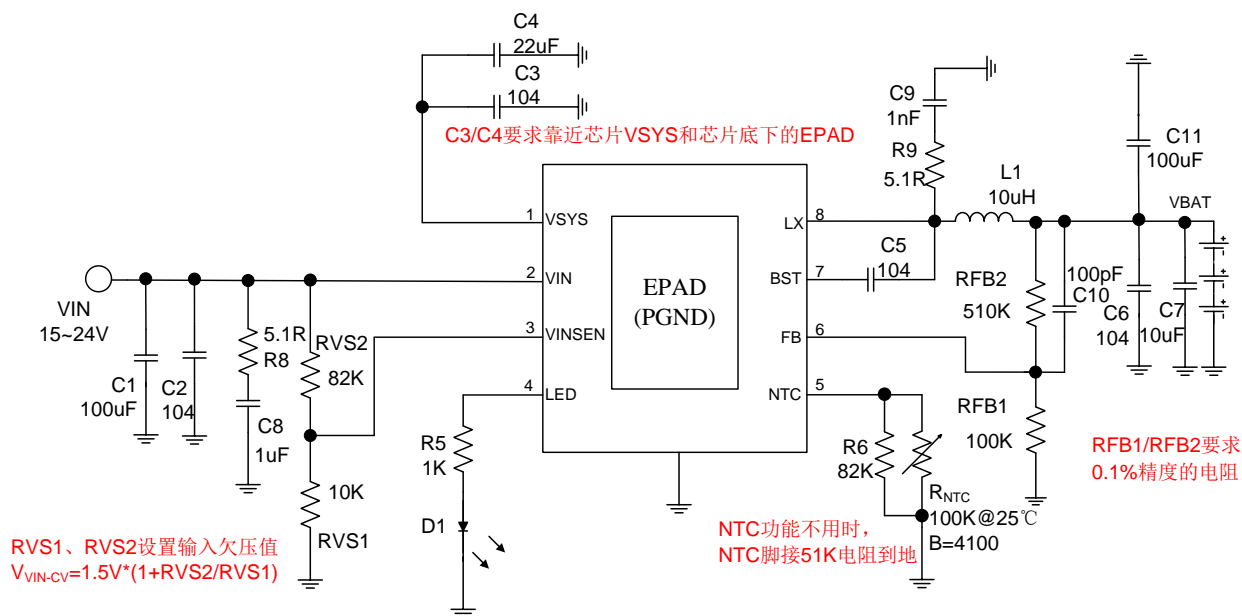 C4
22uF
C3
104
C3/C4要求靠近芯片VSYS和芯片底下的EPAD
C9
1nF
R9
5.1R
C11
100uF
L1
10uH
VBAT
1
VSYS
LX
8
C5
104
BST
7
2
VIN
EPAD
(PGND)
VIN
15~24V
RFB2
510K
100pF
C10
C6
104
C7
10uF
+
-
+
-
+
-
3
VINSEN
FB
6
5.1R
R8
RVS2
82K
C1
100uF
C2
104
4
LED
NTC
5
C8
1uF
R5
1K
R6
82K
RFB1
100K
RFB1/RFB2要求
0.1%精度的电阻
10K
RVS1
D1
RNTC
100K@25℃
B=4100
NTC功能不用时,
NTC脚接51K电阻到地
RVS1、RVS2设置输入欠压值
VVIN-CV=1.5V*(1+RVS2/RVS1)